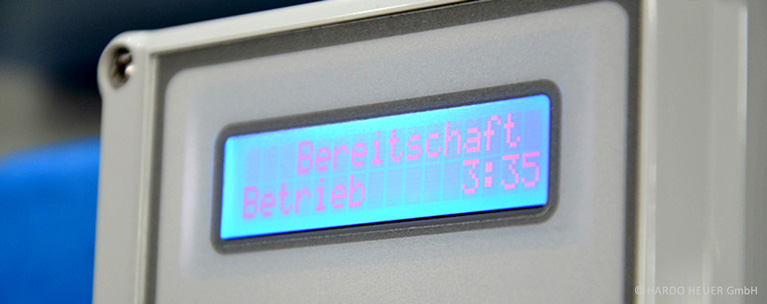 Bereitschaft
Betrieb 3:35
© HARDO HEUER GmbH